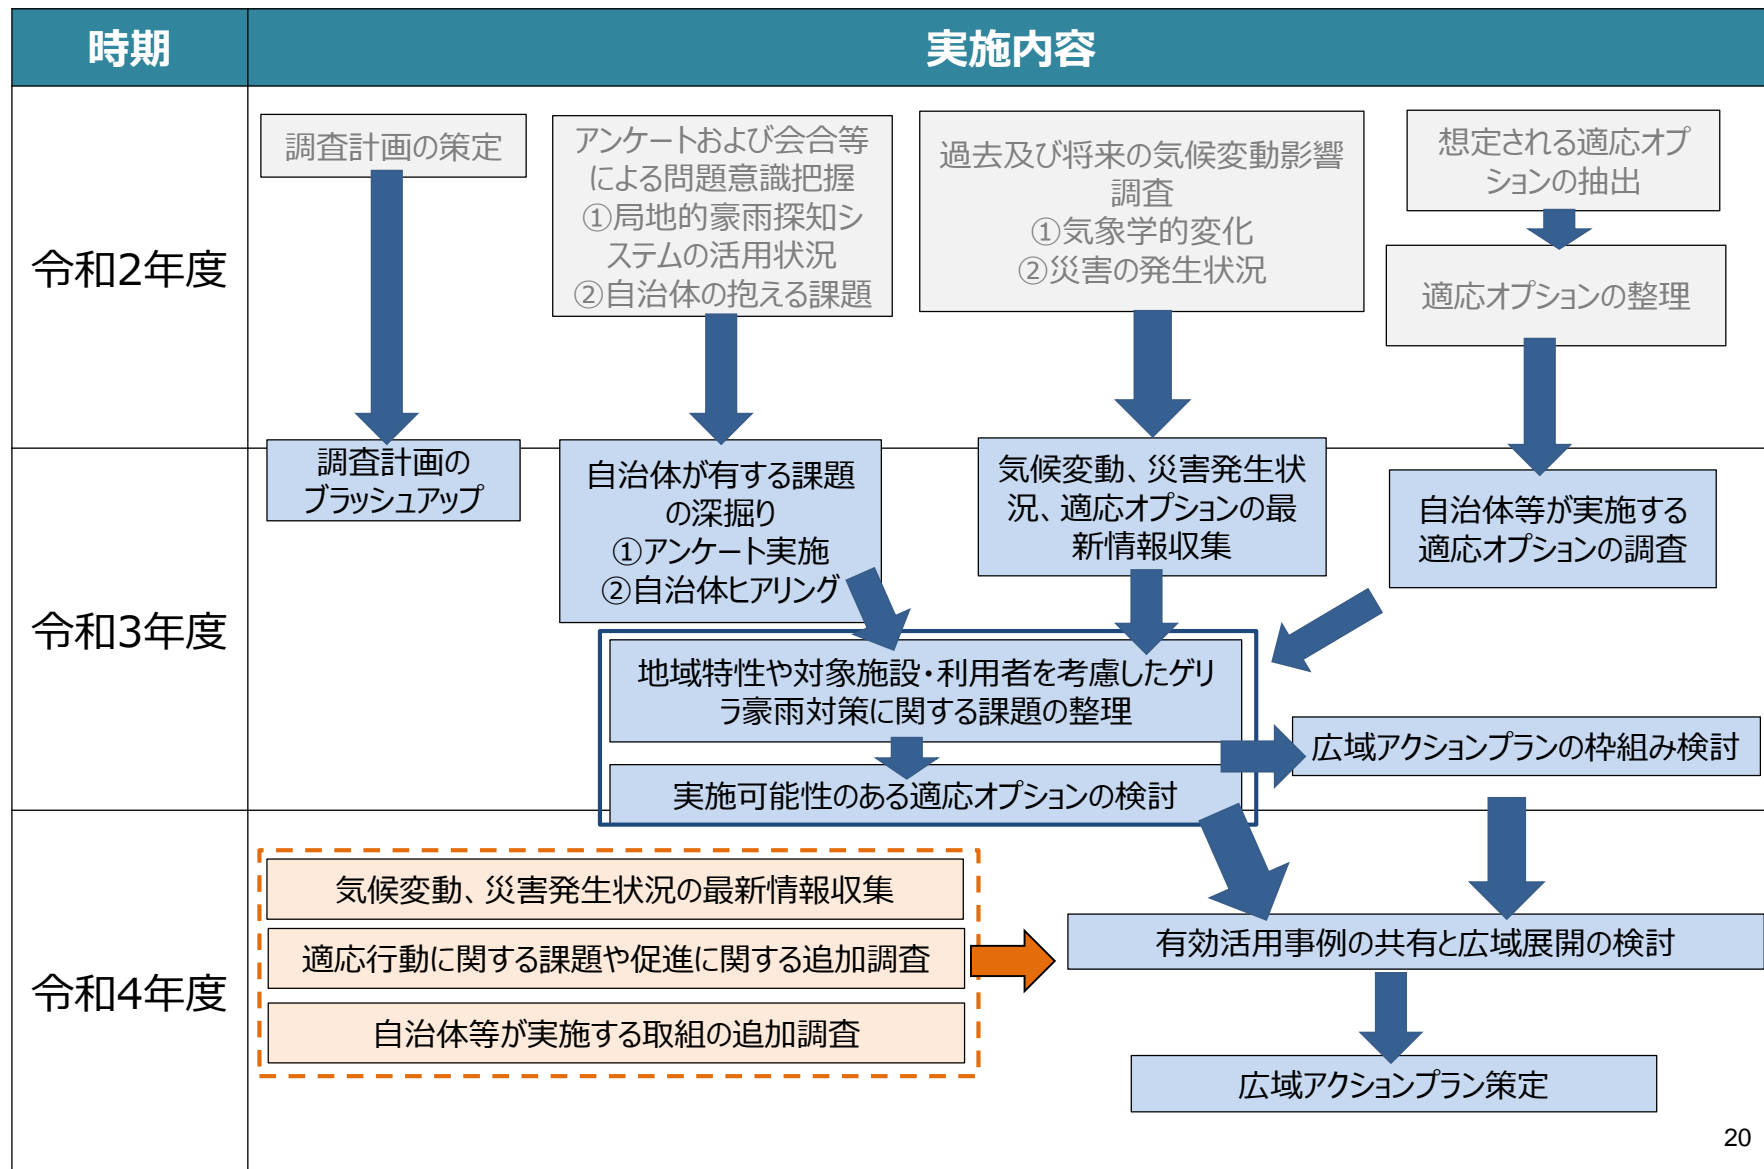 時期
実施内容
令和2年度
調査計画の策定
アンケートおよび会合等
による問題意識把握
①局地的豪雨探知シ
ステムの活用状況
②自治体の抱える課題
過去及び将来の気候変動影響
調査
①気象学的変化
②災害の発生状況
想定される適応オプ
ションの抽出
適応オプションの整理
令和3年度
調査計画の
ブラッシュアップ
自治体が有する課題
の深掘り
①アンケート実施
②自治体ヒアリング
気候変動、災害発生状
況、適応オプションの最
新情報収集
自治体等が実施する
適応オプションの調査
地域特性や対象施設・利用者を考慮したゲリ
ラ豪雨対策に関する課題の整理
実施可能性のある適応オプションの検討
広域アクションプランの枠組み検討
令和4年度
気候変動、災害発生状況の最新情報収集
適応行動に関する課題や促進に関する追加調査
自治体等が実施する取組の追加調査
有効活用事例の共有と広域展開の検討
広域アクションプラン策定
20